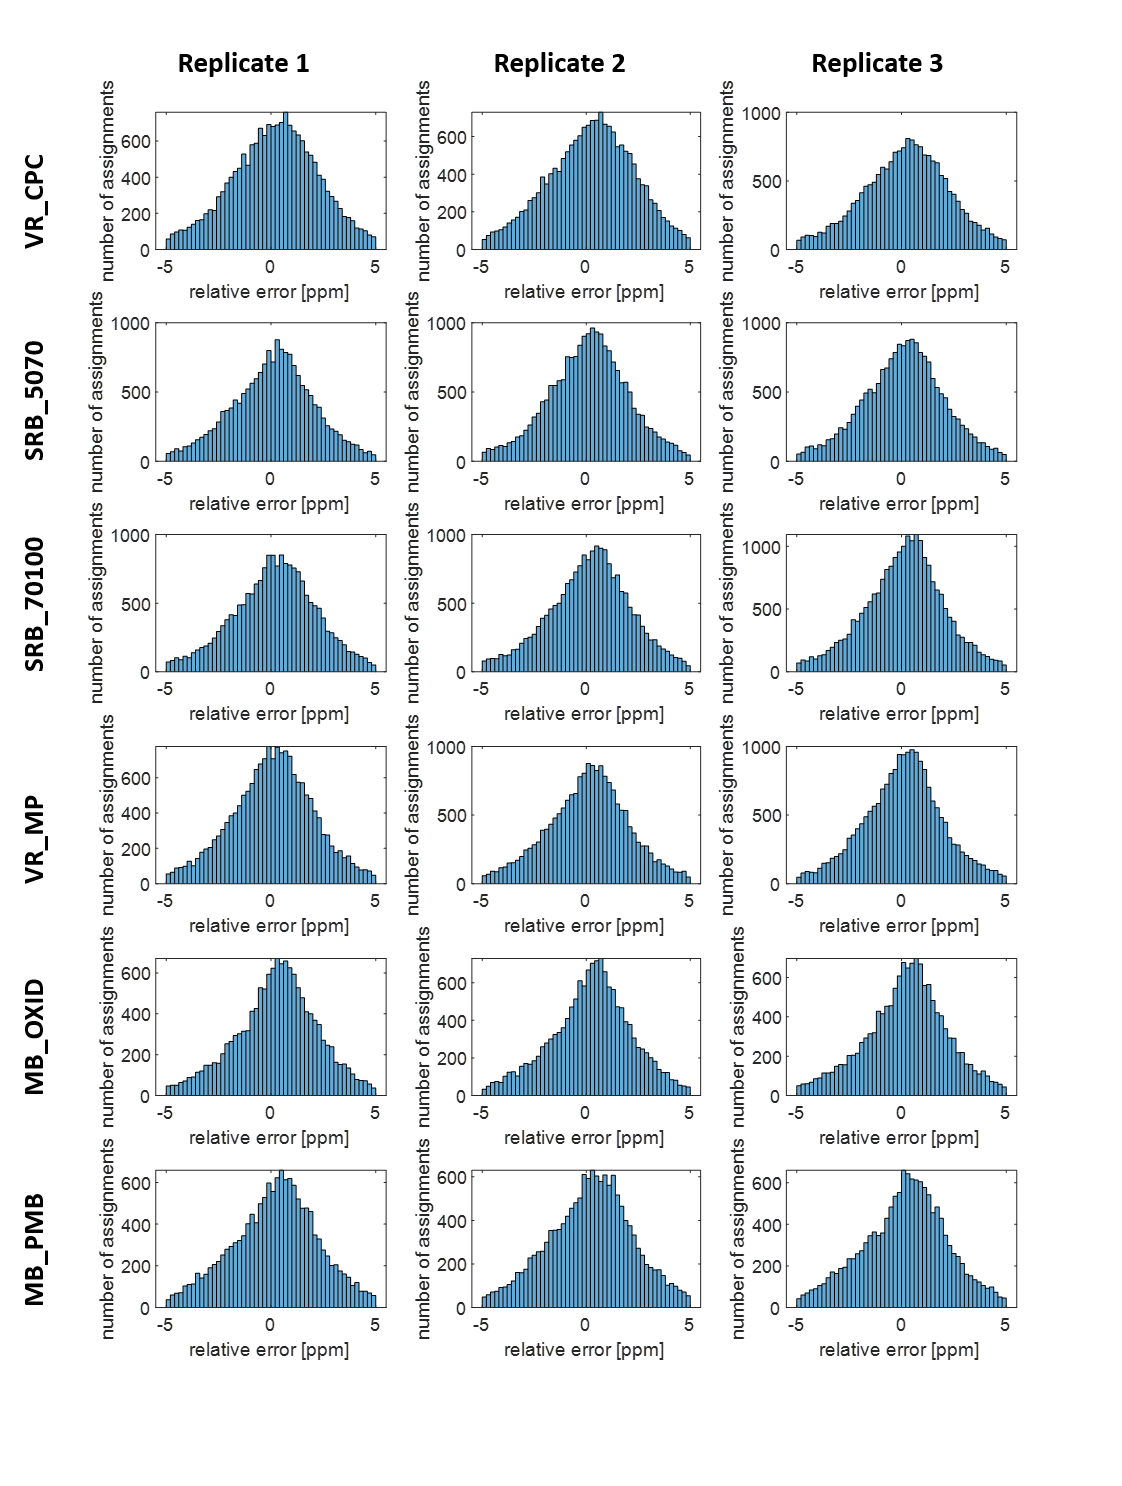 Replicate 1
Replicate 2
Replicate 3
VR_CPC
number of assignments
600
400
200
0
-5 0 5
relative error [ppm]
number of assignments
600
400
200
0
-5 0 5
relative error [ppm]
number of assignments
1000
500
0
-5 0 5
relative error [ppm]
SRB_5070
number of assignments
1000
500
0
-5 0 5
relative error [ppm]
number of assignments
1000
500
0
-5 0 5
relative error [ppm]
number of assignments
1000
500
0
-5 0 5
relative error [ppm]
SRB_70100
number of assignments
1000
500
0
-5 0 5
relative error [ppm]
number of assignments
1000
500
0
-5 0 5
relative error [ppm]
number of assignments
1000
500
0
-5 0 5
relative error [ppm]
VR_MP
number of assignments
600
400
200
0
-5 0 5
relative error [ppm]
number of assignments
1000
500
0
-5 0 5
relative error [ppm]
number of assignments
1000
500
0
-5 0 5
relative error [ppm]
MB_OXID
number of assignments
600
400
200
0
-5 0 5
relative error [ppm]
number of assignments
600
400
200
0
-5 0 5
relative error [ppm]
number of assignments
600
400
200
0
-5 0 5
relative error [ppm]
MB_PMB
number of assignments
600
400
200
0
-5 0 5
relative error [ppm]
number of assignments
600
400
200
0
-5 0 5
relative error [ppm]
number of assignments
600
400
200
0
-5 0 5
relative error [ppm]